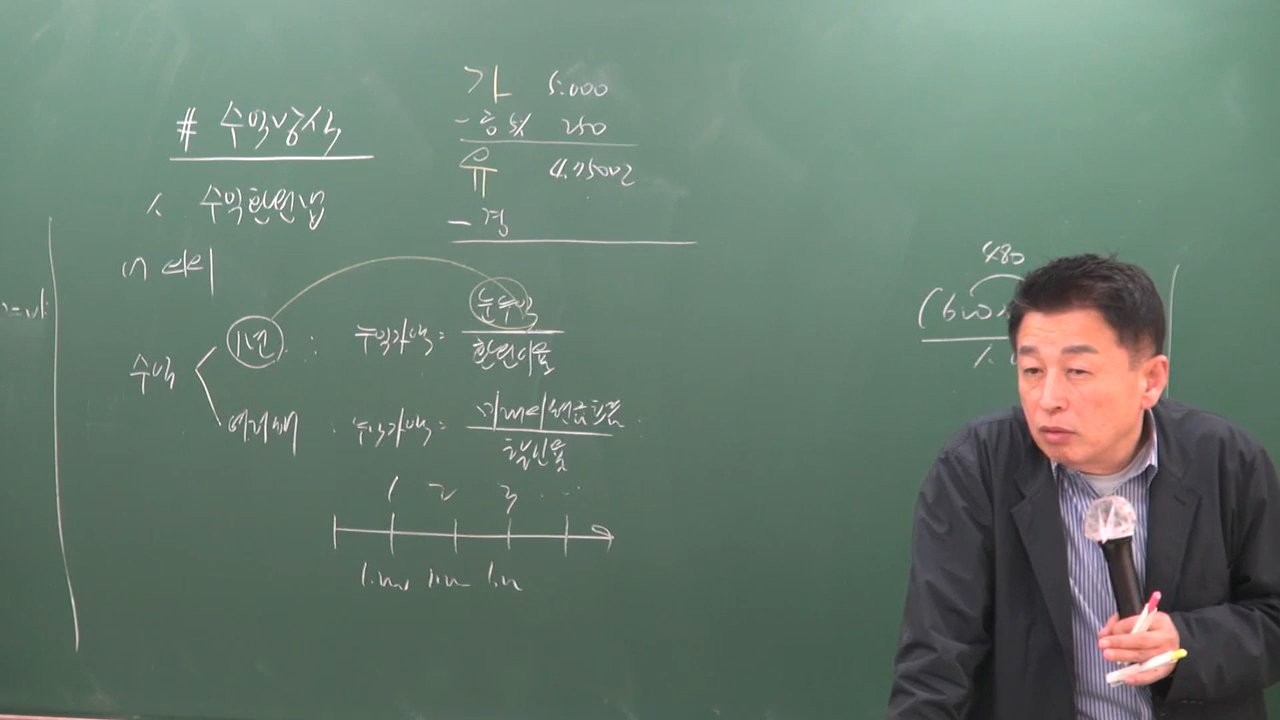 # 수익방식
1. 수익환원법
(1) 의의
가 5.000
- 공 5% 250
유 4.750
- 경
수익
1년 : 수익가액 = 순수익
환원이율
여러해 수익가액 = 미래의 현금흐름
할인율
1 2 3 ...
480